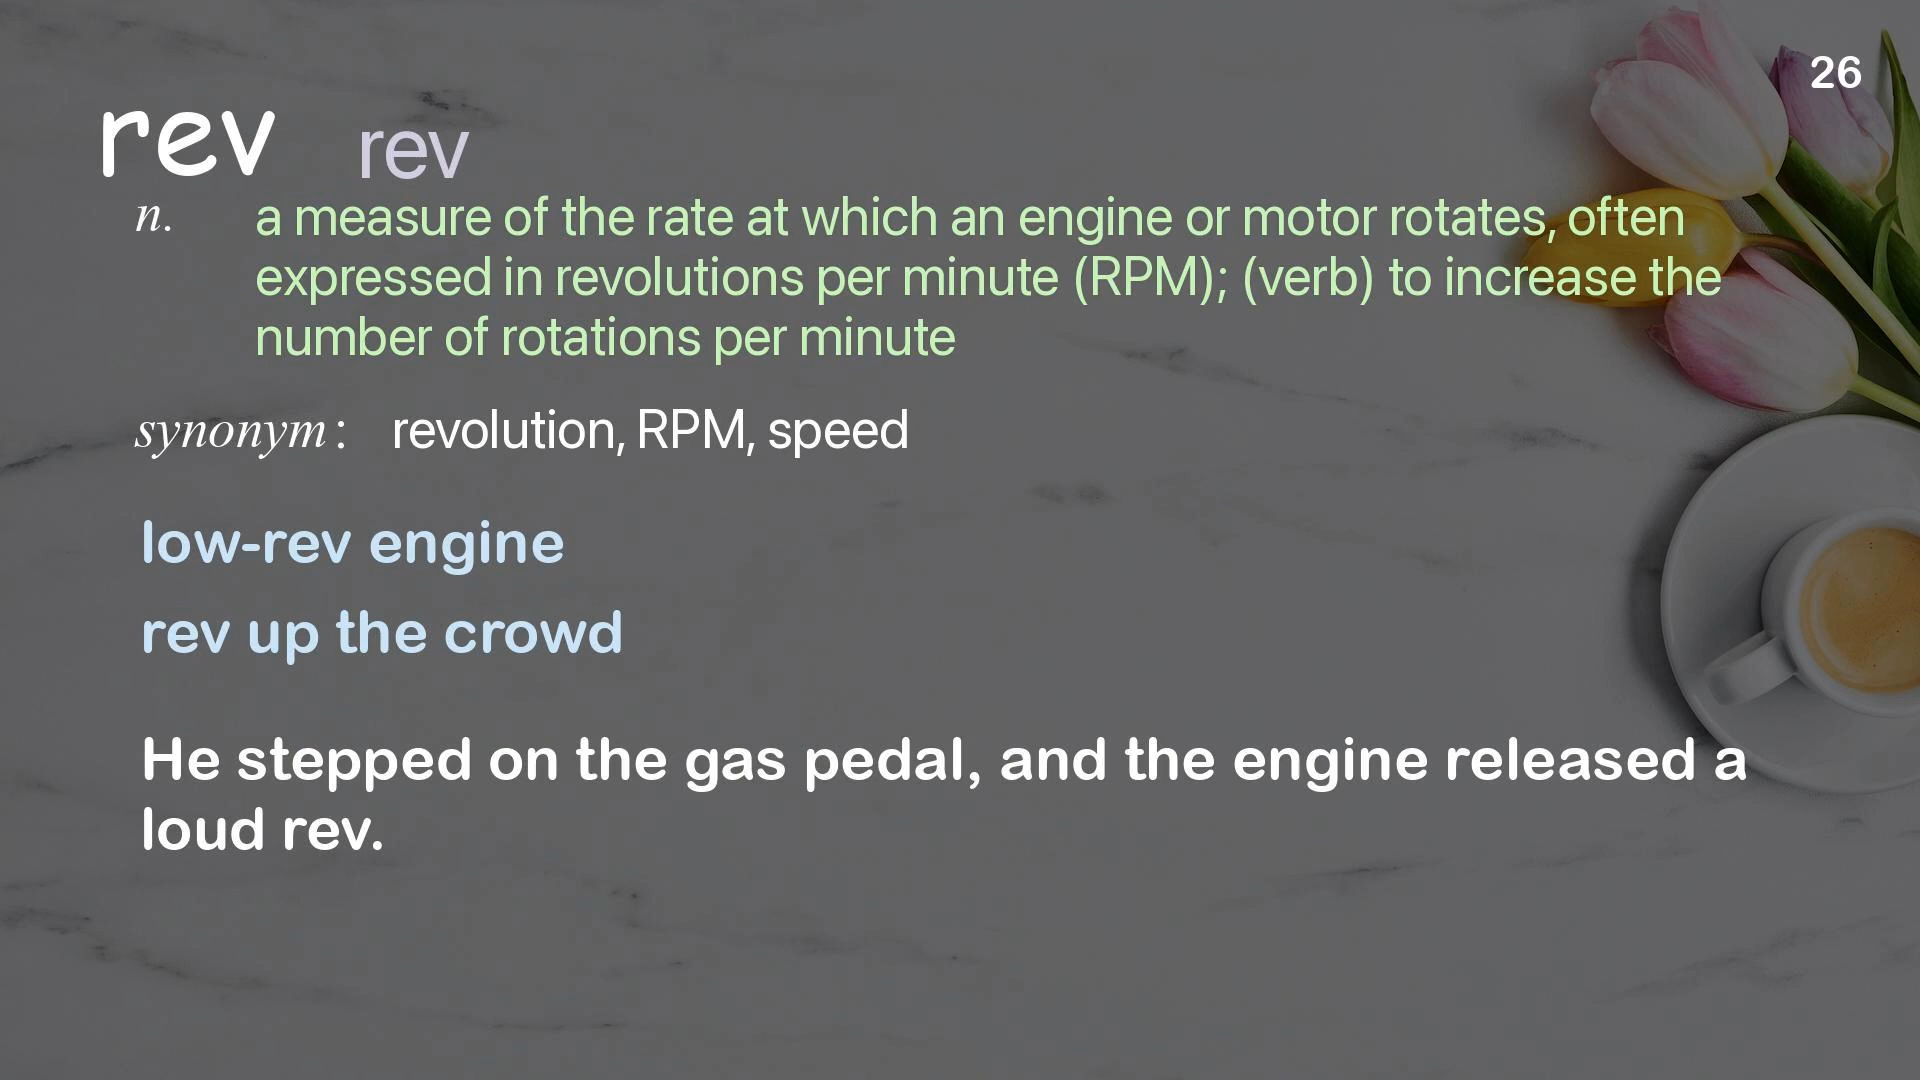 26
rev rev
n. a measure of the rate at which an engine or motor rotates, often
expressed in revolutions per minute (RPM); (verb) to increase the
number of rotations per minute
synonym : revolution, RPM, speed
low-rev engine
rev up the crowd
He stepped on the gas pedal, and the engine released a
loud rev.